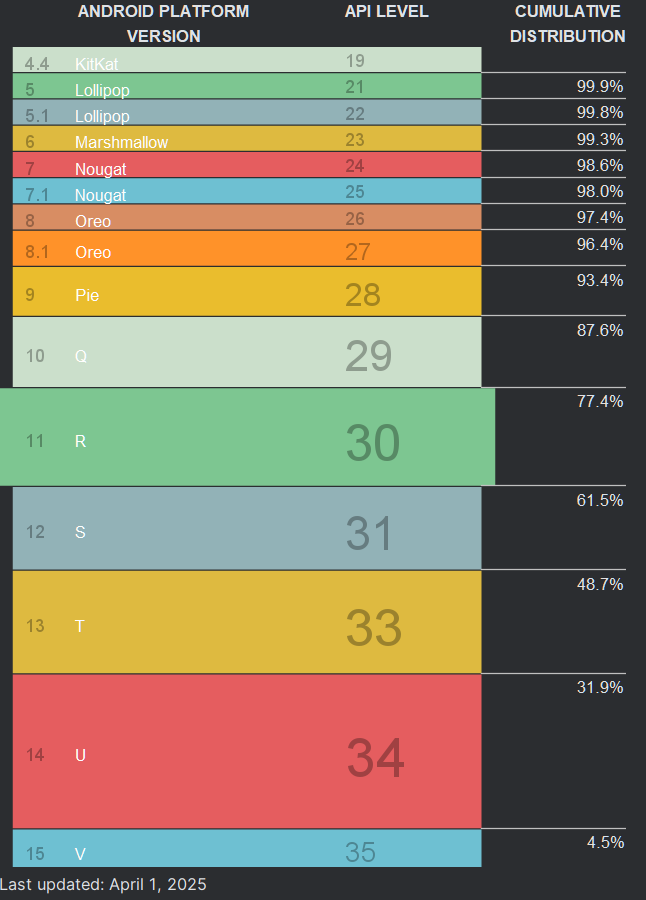 ANDROID PLATFORM VERSION API LEVEL CUMULATIVE DISTRIBUTION
4.4 KitKat 19
5 Lollipop 21 99.9%
5.1 Lollipop 22 99.8%
6 Marshmallow 23 99.3%
7 Nougat 24 98.6%
7.1 Nougat 25 98.0%
8 Oreo 26 97.4%
8.1 Oreo 27 96.4%
9 Pie 28 93.4%
10 Q 29 87.6%
11 R 30 77.4%
12 S 31 61.5%
13 T 33 48.7%
14 U 34 31.9%
15 V 35 4.5%
Last updated: April 1, 2025